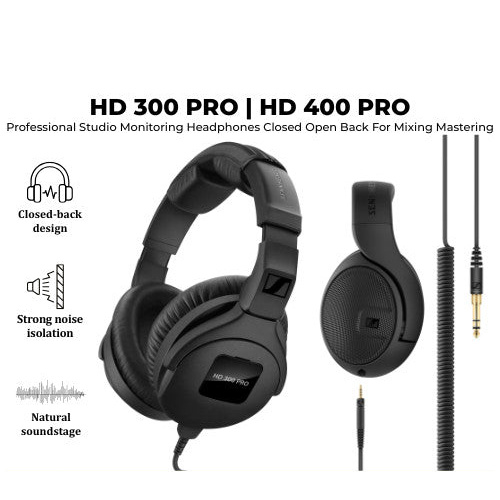 HD 300 PRO | HD 400 PRO
Professional Studio Monitoring Headphones Closed Open Back For Mixing Mastering
Closed-back
design
Strong noise
isolation
Natural
soundstage
HD 300 PRO